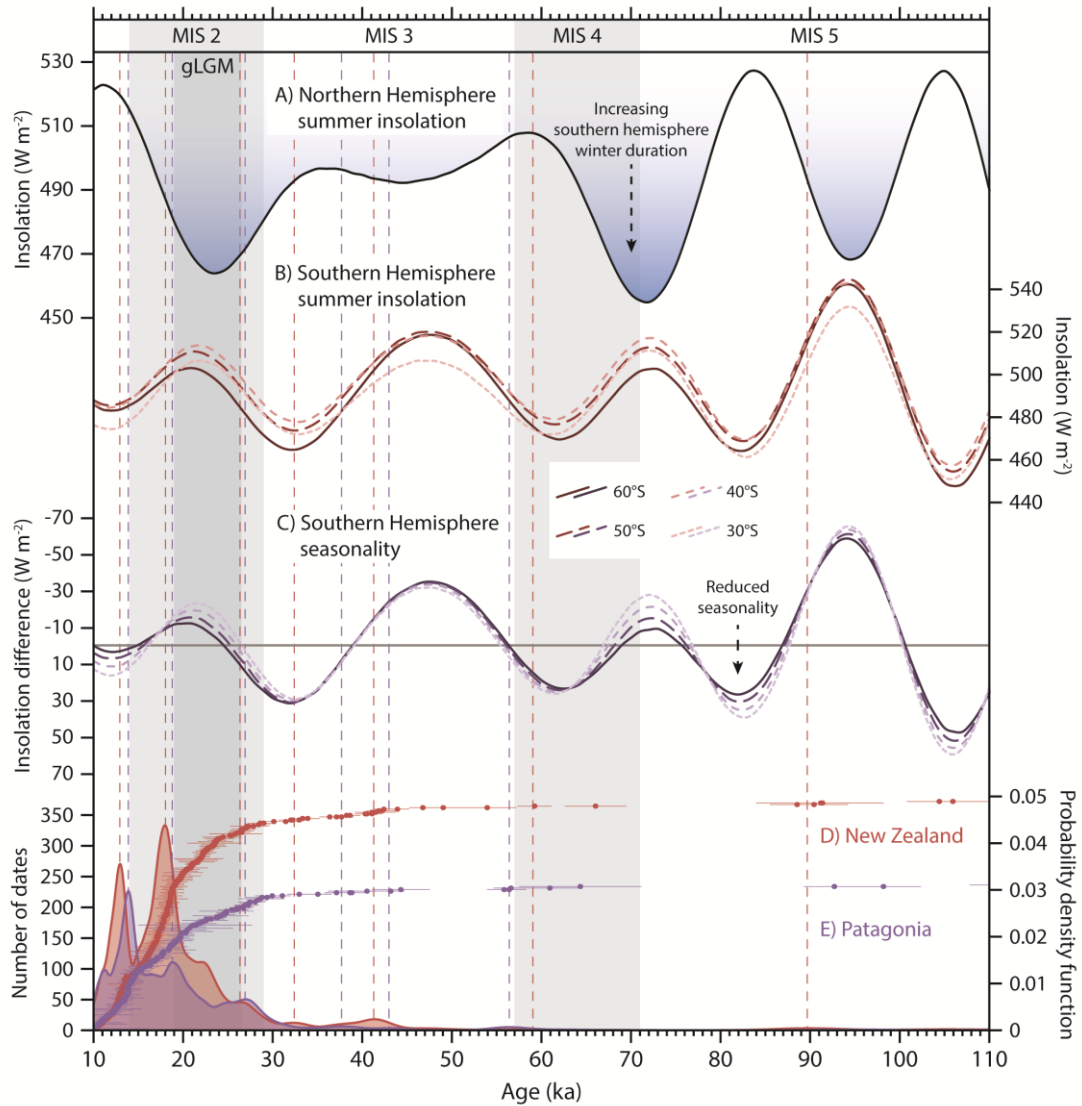 MIS 2
MIS 3
MIS 4
MIS 5
gLGM
530
510
490
470
450
Insolation (W m-2)
A) Northern Hemisphere
summer insolation
Increasing
southern hemisphere
winter duration
B) Southern Hemisphere
summer insolation
540
520
500
480
460
440
Insolation (W m-2)
60°S
40°S
50°S
30°S
-70
-50
-30
-10
10
30
50
70
Insolation difference (W m-2)
C) Southern Hemisphere
seasonality
Reduced
seasonality
350
300
250
200
150
100
50
0
Number of dates
D) New Zealand
E) Patagonia
0.05
0.04
0.03
0.02
0.01
0
Probability density function
10
20
30
40
50
60
70
80
90
100
110
Age (ka)